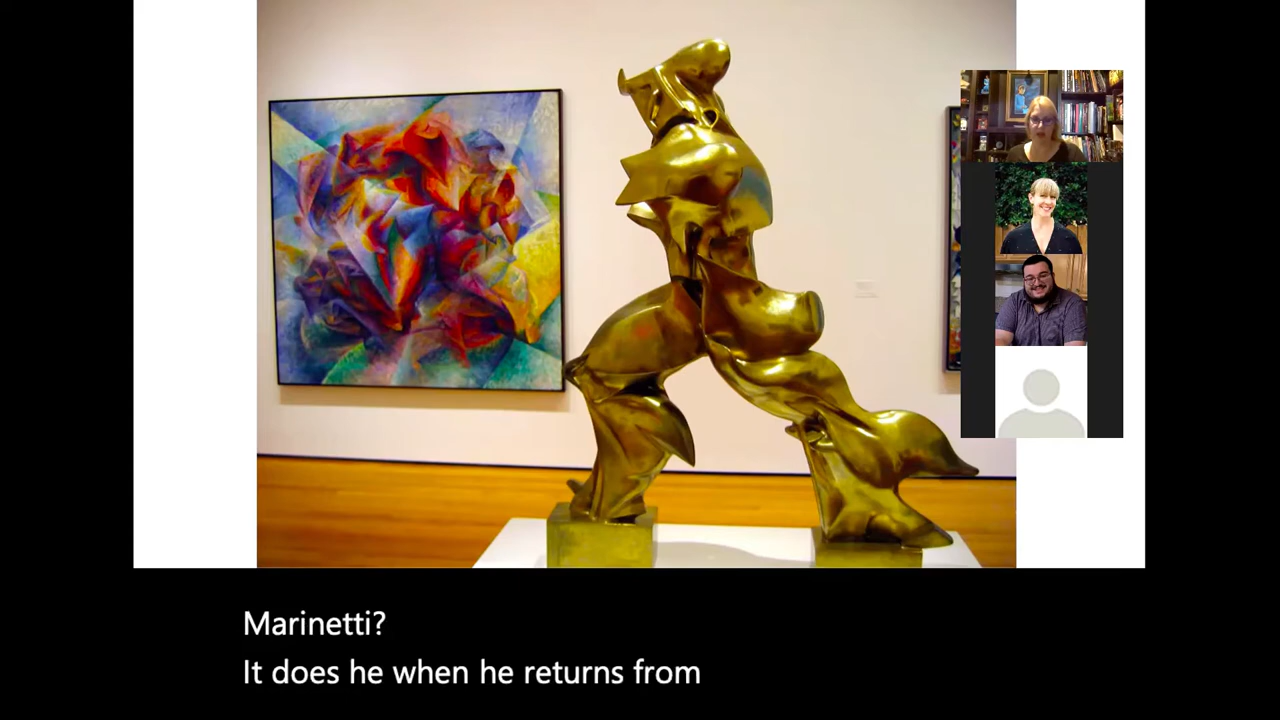 Marinetti?
It does he when he returns from